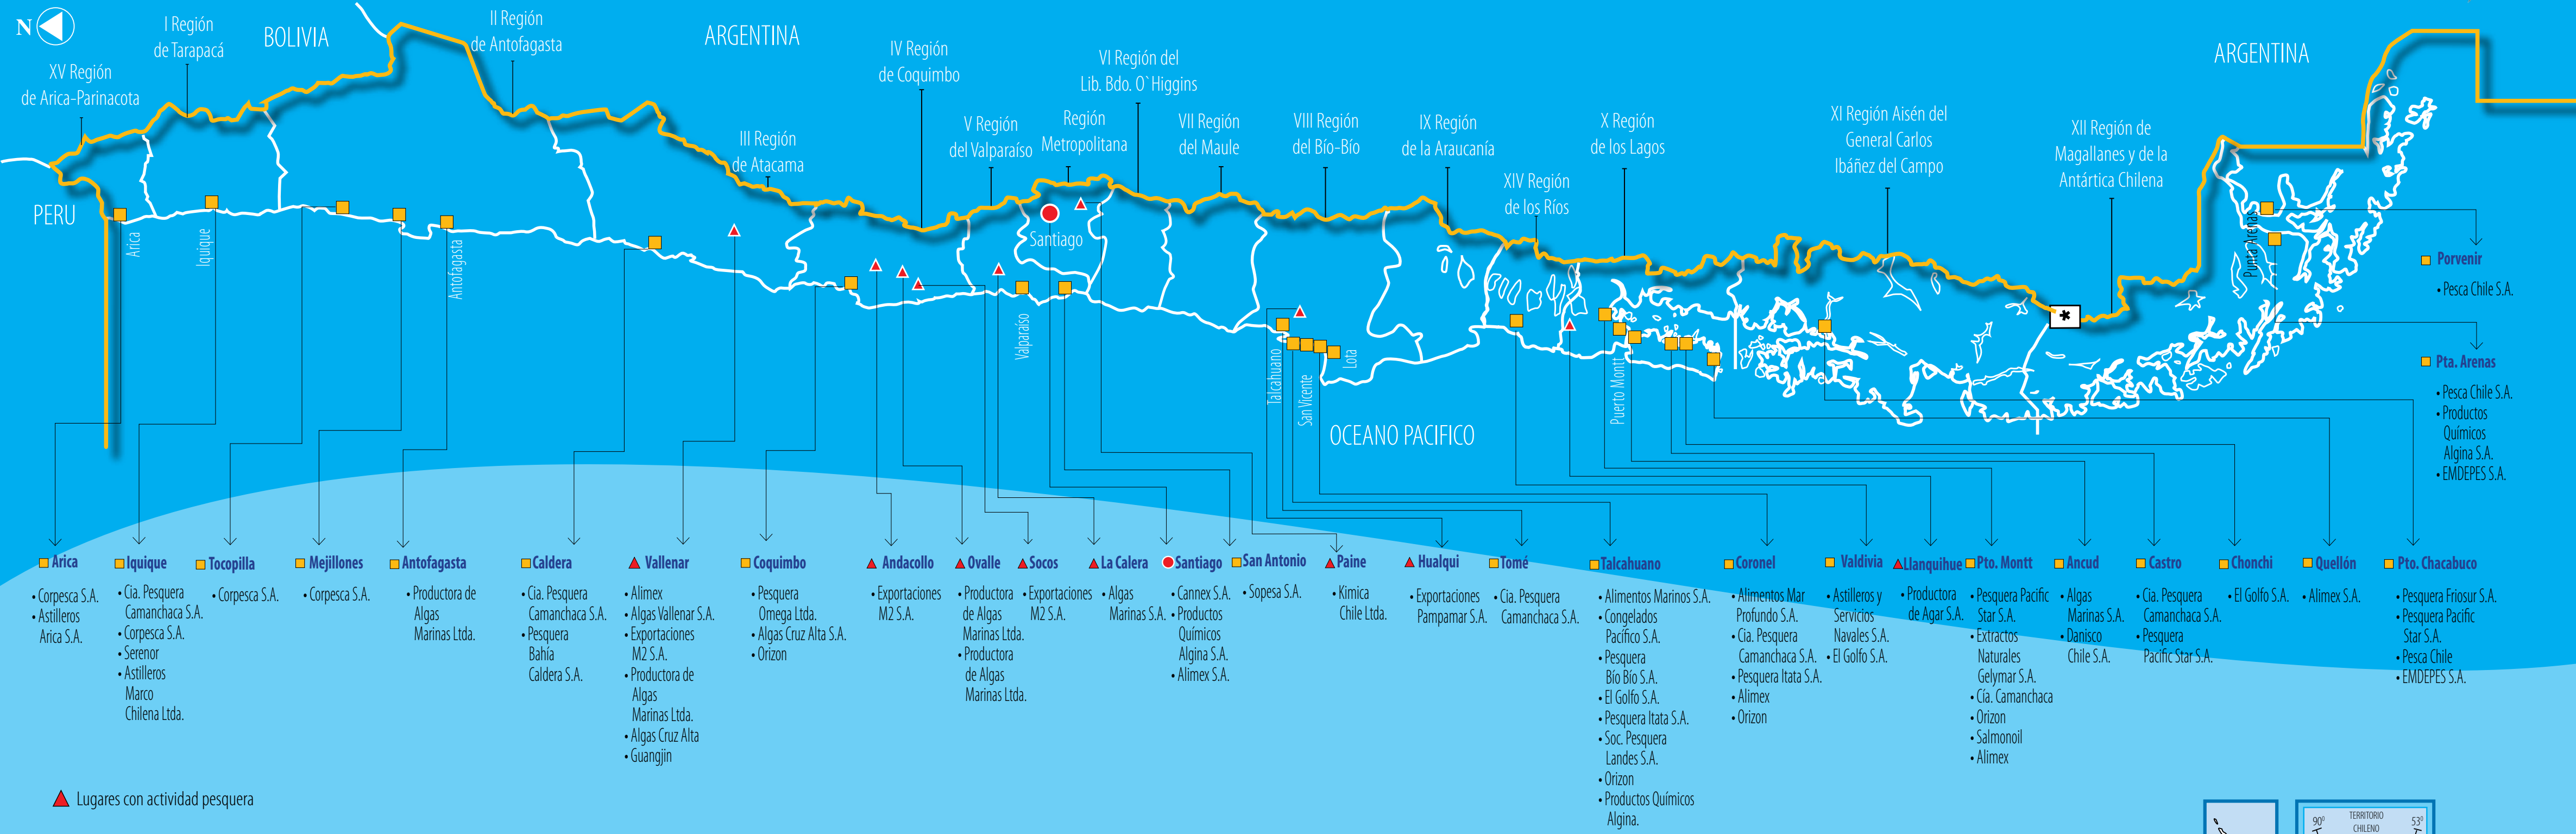 N
XV Región
de Arica-Parinacota
I Región
de Tarapacá
BOLIVIA
II Región
de Antofagasta
ARGENTINA
III Región
de Atacama
IV Región
de Coquimbo
V Región
del Valparaíso
Región
Metropolitana
VI Región del
Lib. Bdo. O`Higgins
VII Región
del Maule
VIII Región
del Bío-Bío
IX Región
de la Araucanía
XIV Región
de los Ríos
X Región
de los Lagos
XI Región Aisén del
General Carlos
Ibáñez del Campo
XII Región de
Magallanes y de la
Antártica Chilena
ARGENTINA
PERU
Arica
Iquique
Antofagasta
Santiago
Valparaíso
Talcahuano
San Vicente
Lota
Puerto Montt
Punta Arenas
*
OCEANO PACIFICO
Porvenir
• Pesca Chile S.A.
Pta. Arenas
• Pesca Chile S.A.
• Productos
Químicos
Algina S.A.
• EMDEPES S.A.
Arica
• Corpesca S.A.
• Astilleros
Arica S.A.
Iquique
• Cia. Pesquera
Camanchaca S.A.
• Corpesca S.A.
• Serenor
• Astilleros
Marco
Chilena Ltda.
Tocopilla
• Corpesca S.A.
Mejillones
• Corpesca S.A.
Antofagasta
• Productora de
Algas
Marinas Ltda.
Caldera
• Cia. Pesquera
Camanchaca S.A.
• Pesquera
Bahía
Caldera S.A.
Vallenar
• Alimex
• Algas Vallenar S.A.
• Exportaciones
M2 S.A.
• Productora de
Algas
Marinas Ltda.
• Algas Cruz Alta
• Guangjin
Coquimbo
• Pesquera
Omega Ltda.
• Algas Cruz Alta S.A.
• Orizon
Andacollo
• Exportaciones
M2 S.A.
Ovalle
• Productora
de Algas
Marinas Ltda.
• Productora
de Algas
Marinas Ltda.
Socos
• Exportaciones
M2 S.A.
La Calera
• Algas
Marinas S.A.
Santiago
• Cannex S.A.
• Productos
Químicos
Algina S.A.
• Alimex S.A.
San Antonio
• Sopesa S.A.
Paine
• Kimica
Chile Ltda.
Hualqui
• Exportaciones
Pampamar S.A.
Tomé
• Cia. Pesquera
Camanchaca S.A.
Talcahuano
• Alimentos Marinos S.A.
• Congelados
Pacífico S.A.
• Pesquera
Bío Bío S.A.
• El Golfo S.A.
• Pesquera Itata S.A.
• Soc. Pesquera
Landes S.A.
• Orizon
• Productos Químicos
Algina.
Coronel
• Alimentos Mar
Profundo S.A.
• Cia. Pesquera
Camanchaca S.A.
• Pesquera Itata S.A.
• Alimex
• Orizon
Valdivia
• Astilleros y
Servicios
Navales S.A.
• El Golfo S.A.
Llanquihue
• Productora
de Agar S.A.
Pto. Montt
• Pesquera Pacific
Star S.A.
• Extractos
Naturales
Gelymar S.A.
• Cía. Camanchaca
• Orizon
• Salmonoil
• Alimex
Ancud
• Algas
Marinas S.A.
• Danisco
Chile S.A.
Castro
• Cia. Pesquera
Camanchaca S.A.
• Pesquera
Pacífic Star S.A.
Chonchi
• El Golfo S.A.
Quellón
• Alimex S.A.
Pto. Chacabuco
• Pesquera Friosur S.A.
• Pesquera Pacific
Star S.A.
• Pesca Chile
• EMDEPES S.A.
Lugares con actividad pesquera
90⁰
TERRITORIO
CHILENO
53⁰